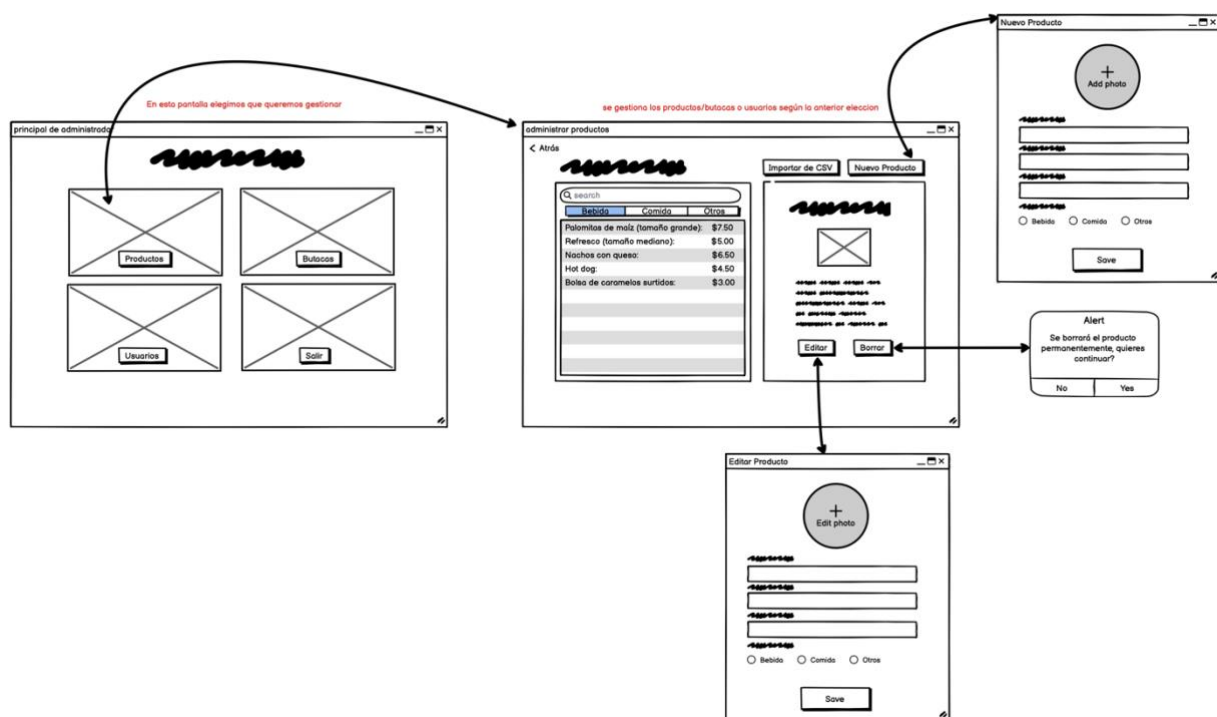 En esta pantalla elegimos que queremos gestionar
principal de administrado
Productos
Butacas
Usuarios
Salir
se gestiona los productos/butacas o usuarios según la anterior eleccion
administrar productos
< Atrás
Importar de CSV
Nuevo Producto
search
Bebida
Comida
Otros
Palomitas de maíz (tamaño grande): $7.50
Refresco (tamaño mediano): $5.00
Nachos con queso: $6.50
Hot dog: $4.50
Bolsa de caramelos surtidos: $3.00
Editar
Borrar
Nuevo Producto
+
Add photo
Bebida
Comida
Otros
Save
Alert
Se borrará el producto
permanentemente, quieres
continuar?
No
Yes
Editar Producto
+
Edit photo
Bebida
Comida
Otros
Save